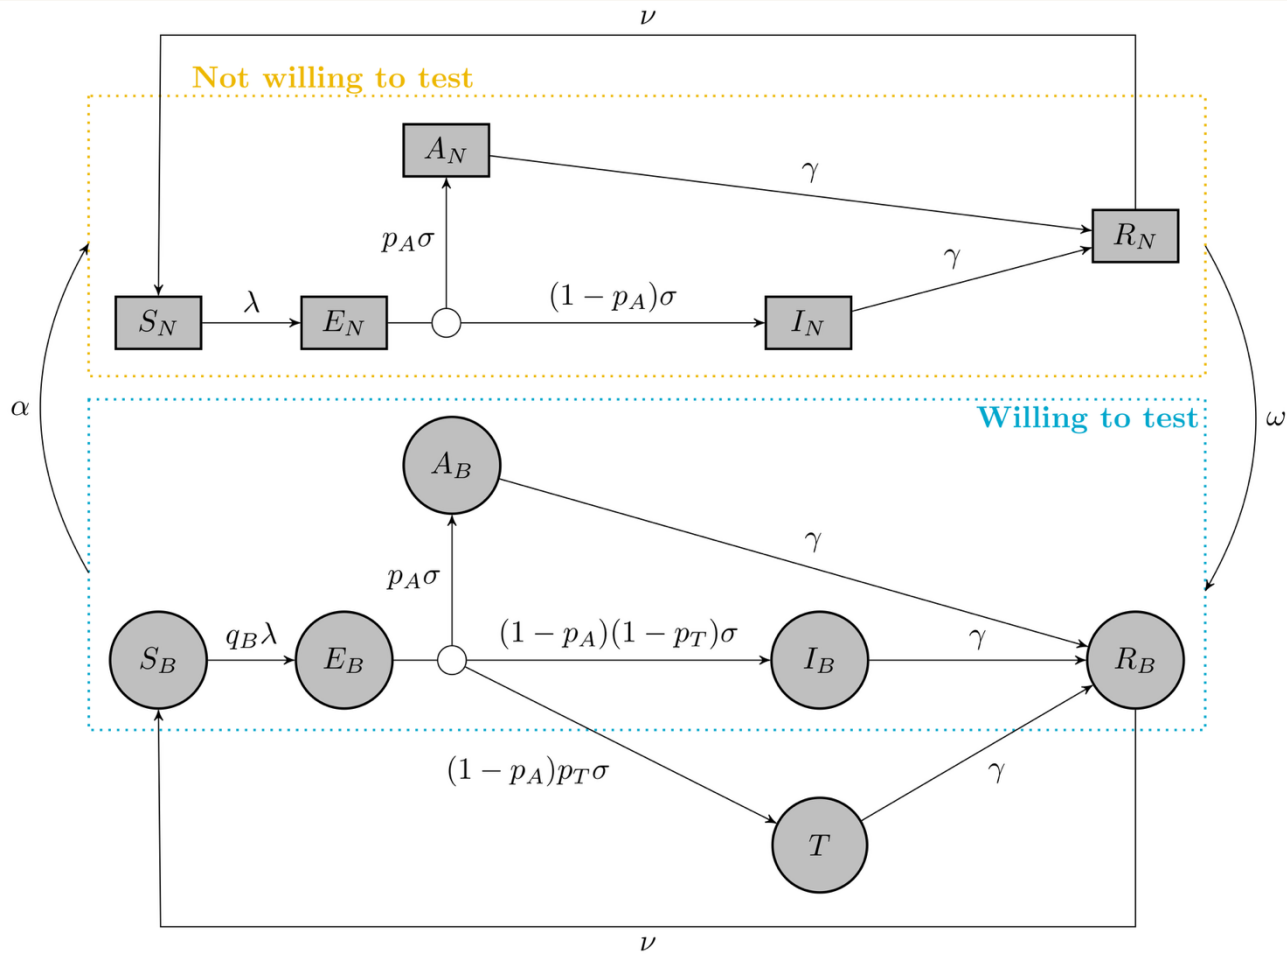 ν
Not willing to test
A_N
γ
p_Aσ
R_N
γ
(1 − p_A)σ
λ
S_N
E_N
I_N
α
ω
Willing to test
A_B
γ
p_Aσ
q_Bλ
(1 − p_A)(1 − p_T)σ
γ
S_B
E_B
I_B
R_B
(1 − p_A)p_Tσ
γ
T
ν